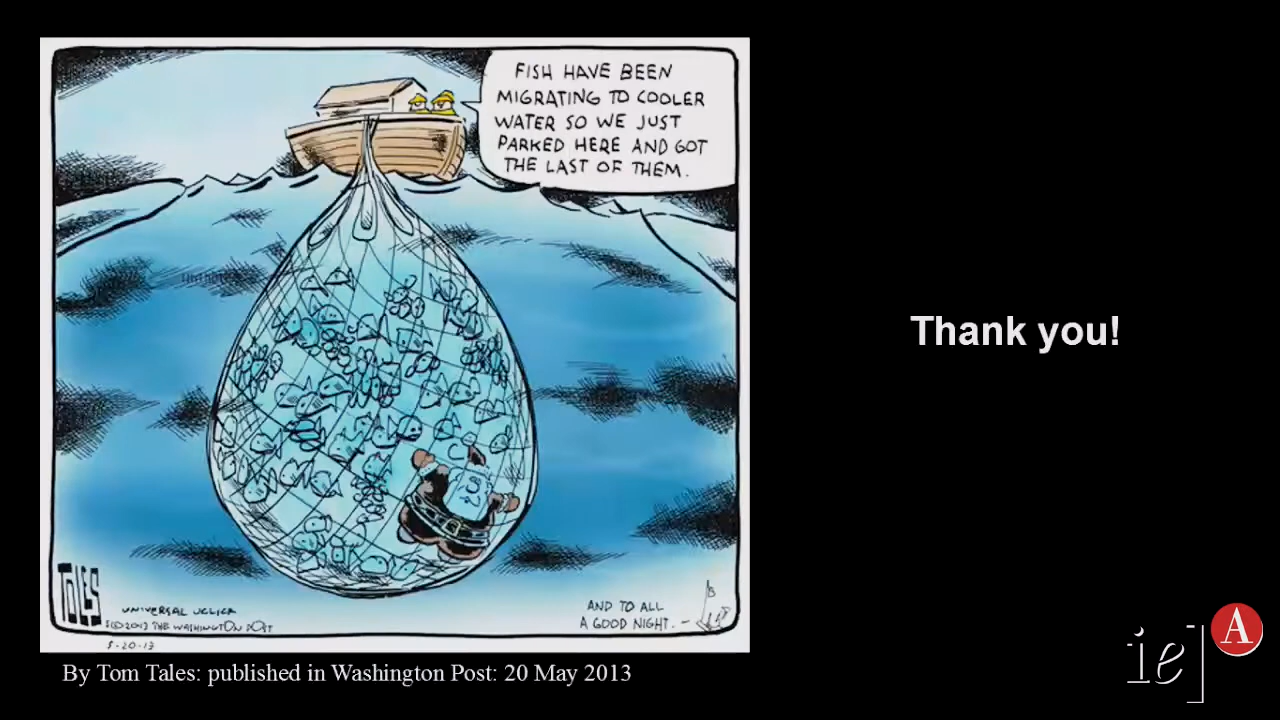 FISH HAVE BEEN
MIGRATING TO COOLER
WATER SO WE JUST
PARKED HERE AND GOT
THE LAST OF THEM.
Thank you!
TOLES
UNIVERSAL UCLICK
©2013 THE WASHINGTON POST
5-20-13
AND TO ALL
A GOOD NIGHT. –
By Tom Tales: published in Washington Post: 20 May 2013
ie]
A